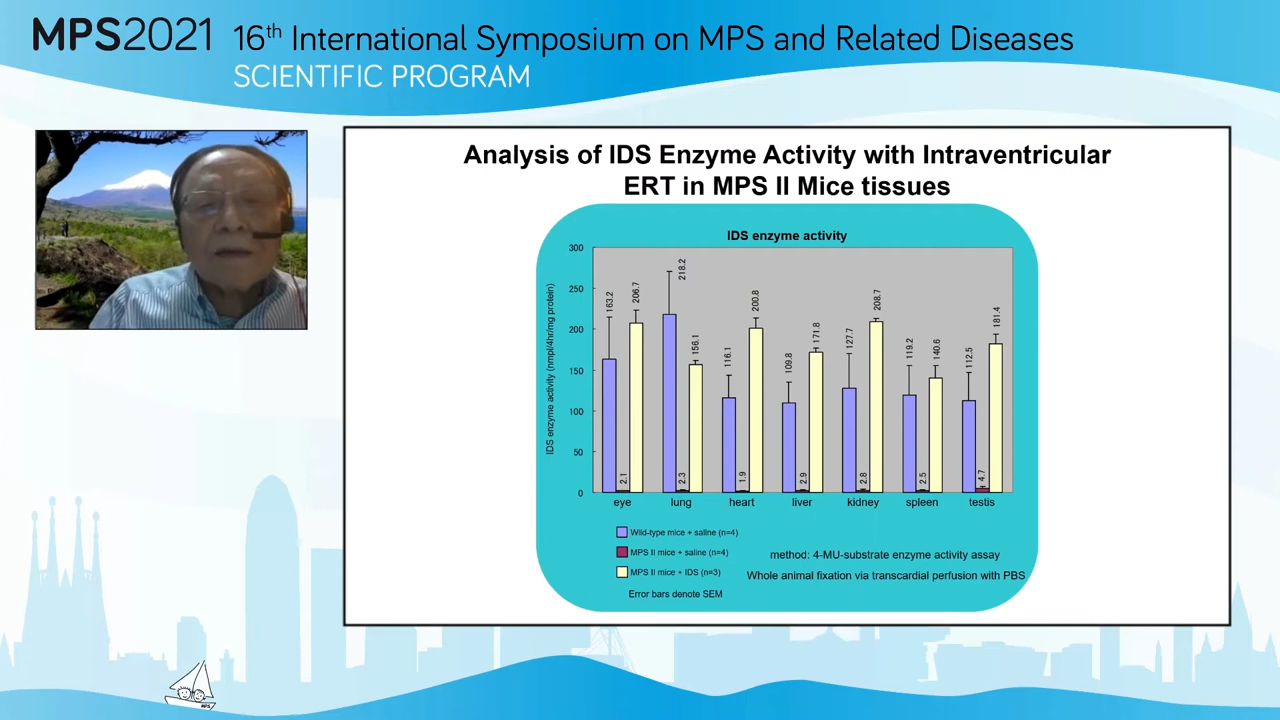 MPS2021 16th International Symposium on MPS and Related Diseases
SCIENTIFIC PROGRAM
Analysis of IDS Enzyme Activity with Intraventricular
ERT in MPS II Mice tissues
IDS enzyme activity
IDS enzyme activity (nmpl/4hr/mg protein)
300
250
200
150
100
50
0
163.2
2.1
206.7
218.2
2.3
156.1
116.1
1.9
200.8
109.8
2.9
171.8
127.7
2.8
208.7
119.2
2.5
140.6
112.5
4.7
181.4
eye lung heart liver kidney spleen testis
Wild-type mice + saline (n=4)
MPS II mice + saline (n=4)
MPS II mice + IDS (n=3)
Error bars denote SEM
method: 4-MU-substrate enzyme activity assay
Whole animal fixation via transcardial perfusion with PBS
MPS